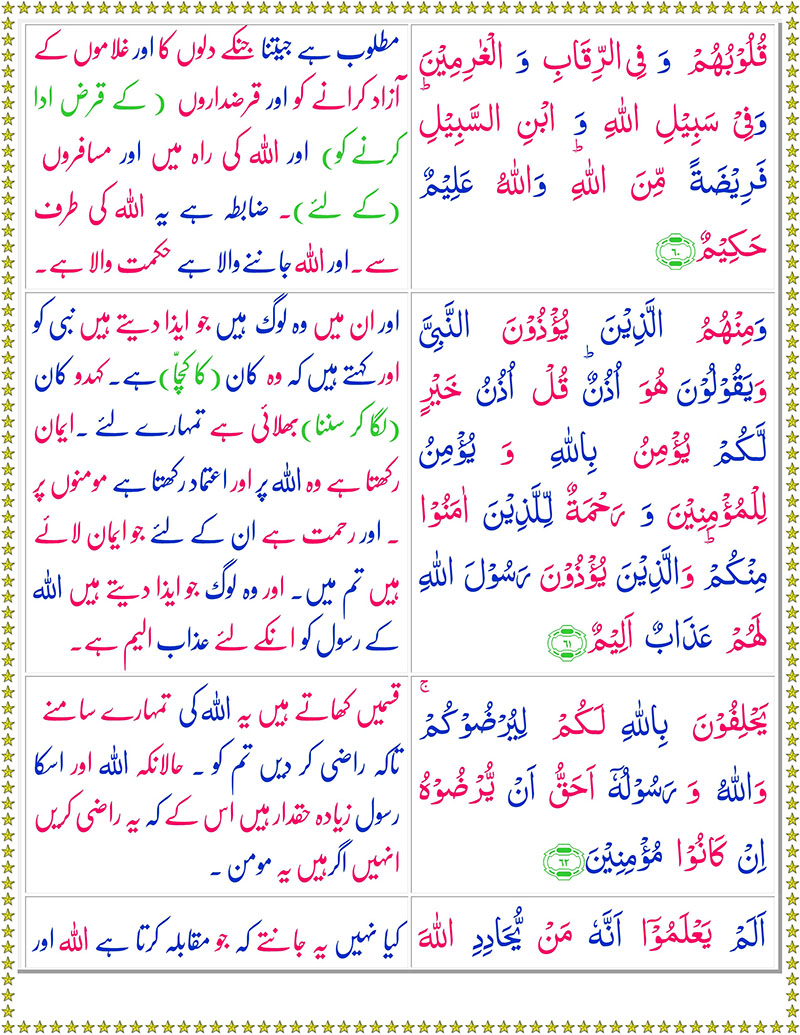 قُلُوْبُهُمْ وَ فِى الرِّقَابِ وَ الْغٰرِمِيْنَ
وَفِىْ سَبِيْلِ اللّٰهِ وَ ابْنِ السَّبِيْلِؕ
فَرِيْضَةً مِّنَ اللّٰهِؕ وَاللّٰهُ عَلِيْمٌ
حَكِيْمٌ ﴿۶۰﴾
مطلوب ہے جیتنا جنکے دلوں کا اور غلاموں کے
آزاد کرانے کو اور قرضداروں ( کے قرض ادا
کرنے کو) اور اللہ کی راہ میں اور مسافروں
(کے لئے)۔ ضابطہ ہے یہ اللہ کی طرف
سے۔ اور اللہ جاننے والا ہے حکمت والا ہے۔
وَمِنْهُمُ الَّذِيْنَ يُؤْذُوْنَ النَّبِىَّ
وَيَقُوْلُوْنَ هُوَ اُذُنٌؕ قُلْ اُذُنُ خَيْرٍ
لَّكُمْ يُؤْمِنُ بِاللّٰهِ وَ يُؤْمِنُ
لِلْمُؤْمِنِيْنَ وَ رَحْمَةٌ لِّلَّذِيْنَ اٰمَنُوْا
مِنْكُمْؕ وَالَّذِيْنَ يُؤْذُوْنَ رَسُوْلَ اللّٰهِ
لَهُمْ عَذَابٌ اَلِيْمٌ ﴿۶۱﴾
اور ان میں وہ لوگ ہیں جو ایذا دیتے ہیں نبی کو
اور کہتے ہیں کہ وہ کان (کا کچّا) ہے۔ کہدو کان
(لگا کر سننا) بھلائی ہے تمہارے لئے ۔ ایمان
رکھتا ہے وہ اللہ پر اور اعتماد رکھتا ہے مومنوں پر
۔ اور رحمت ہے ان کے لئے جو ایمان لائے
ہیں تم میں۔ اور وہ لوگ جو ایذا دیتے ہیں اللہ
کے رسول کو انکے لئے عذاب الیم ہے۔
يَحْلِفُوْنَ بِاللّٰهِ لَكُمْ لِيُرْضُوْكُمْۚ
وَاللّٰهُ وَ رَسُوْلُهٗۤ اَحَقُّ اَنْ يُّرْضُوْهُ
اِنْ كَانُوْا مُؤْمِنِيْنَ ﴿۶۲﴾
قسمیں کھاتے ہیں یہ اللہ کی تمہارے سامنے
تاکہ راضی کر دیں تم کو ۔ حالانکہ اللہ اور اسکا
رسول زیادہ حقدار ہیں اس کے کہ یہ راضی کریں
انہیں اگر ہیں یہ مومن ۔
اَلَمْ يَعْلَمُوْۤا اَنَّهٗ مَنْ يُّحَادِدِ اللّٰهَ
کیا نہیں یہ جانتے کہ جو مقابلہ کرتا ہے اللہ اور